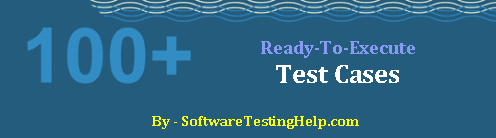 100+
Ready-To-Execute
Test Cases
By - SoftwareTestingHelp.com